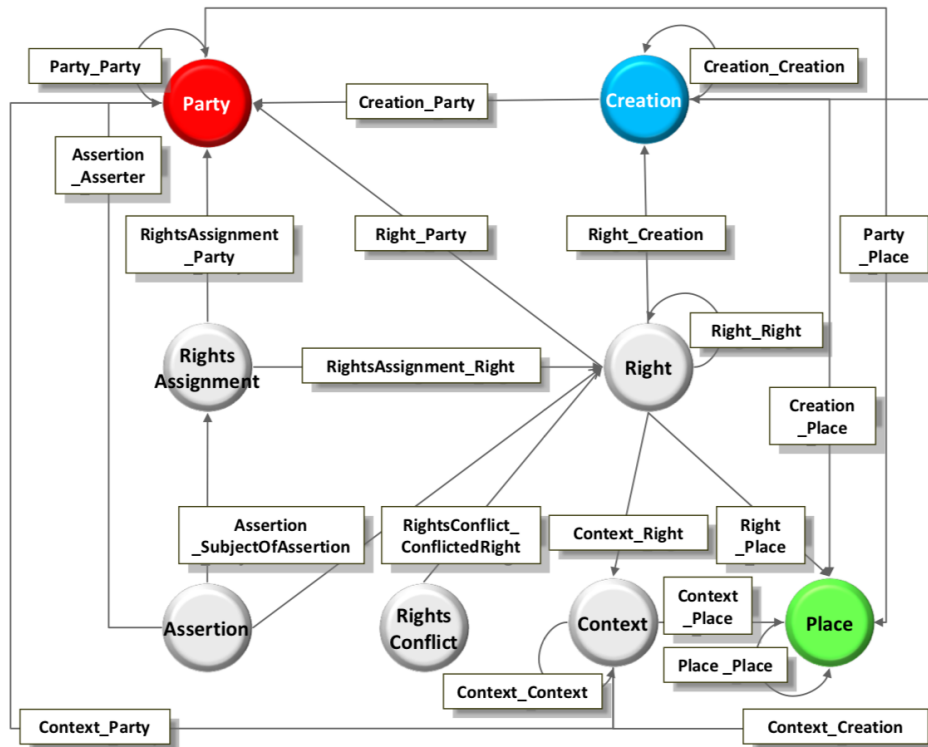 Party_Party
Party
Creation_Party
Creation
Creation_Creation
Assertion
_Asserter
RightsAssignment
_Party
Right_Party
Right_Creation
Party
_Place
Rights
Assignment
RightsAssignment_Right
Right
Right_Right
Creation
_Place
Assertion
_SubjectOfAssertion
RightsConflict_
ConflictedRight
Context_Right
Right
_Place
Assertion
Rights
Conflict
Context
Context
_Place
Place
Place _Place
Context_Context
Context_Party
Context_Creation